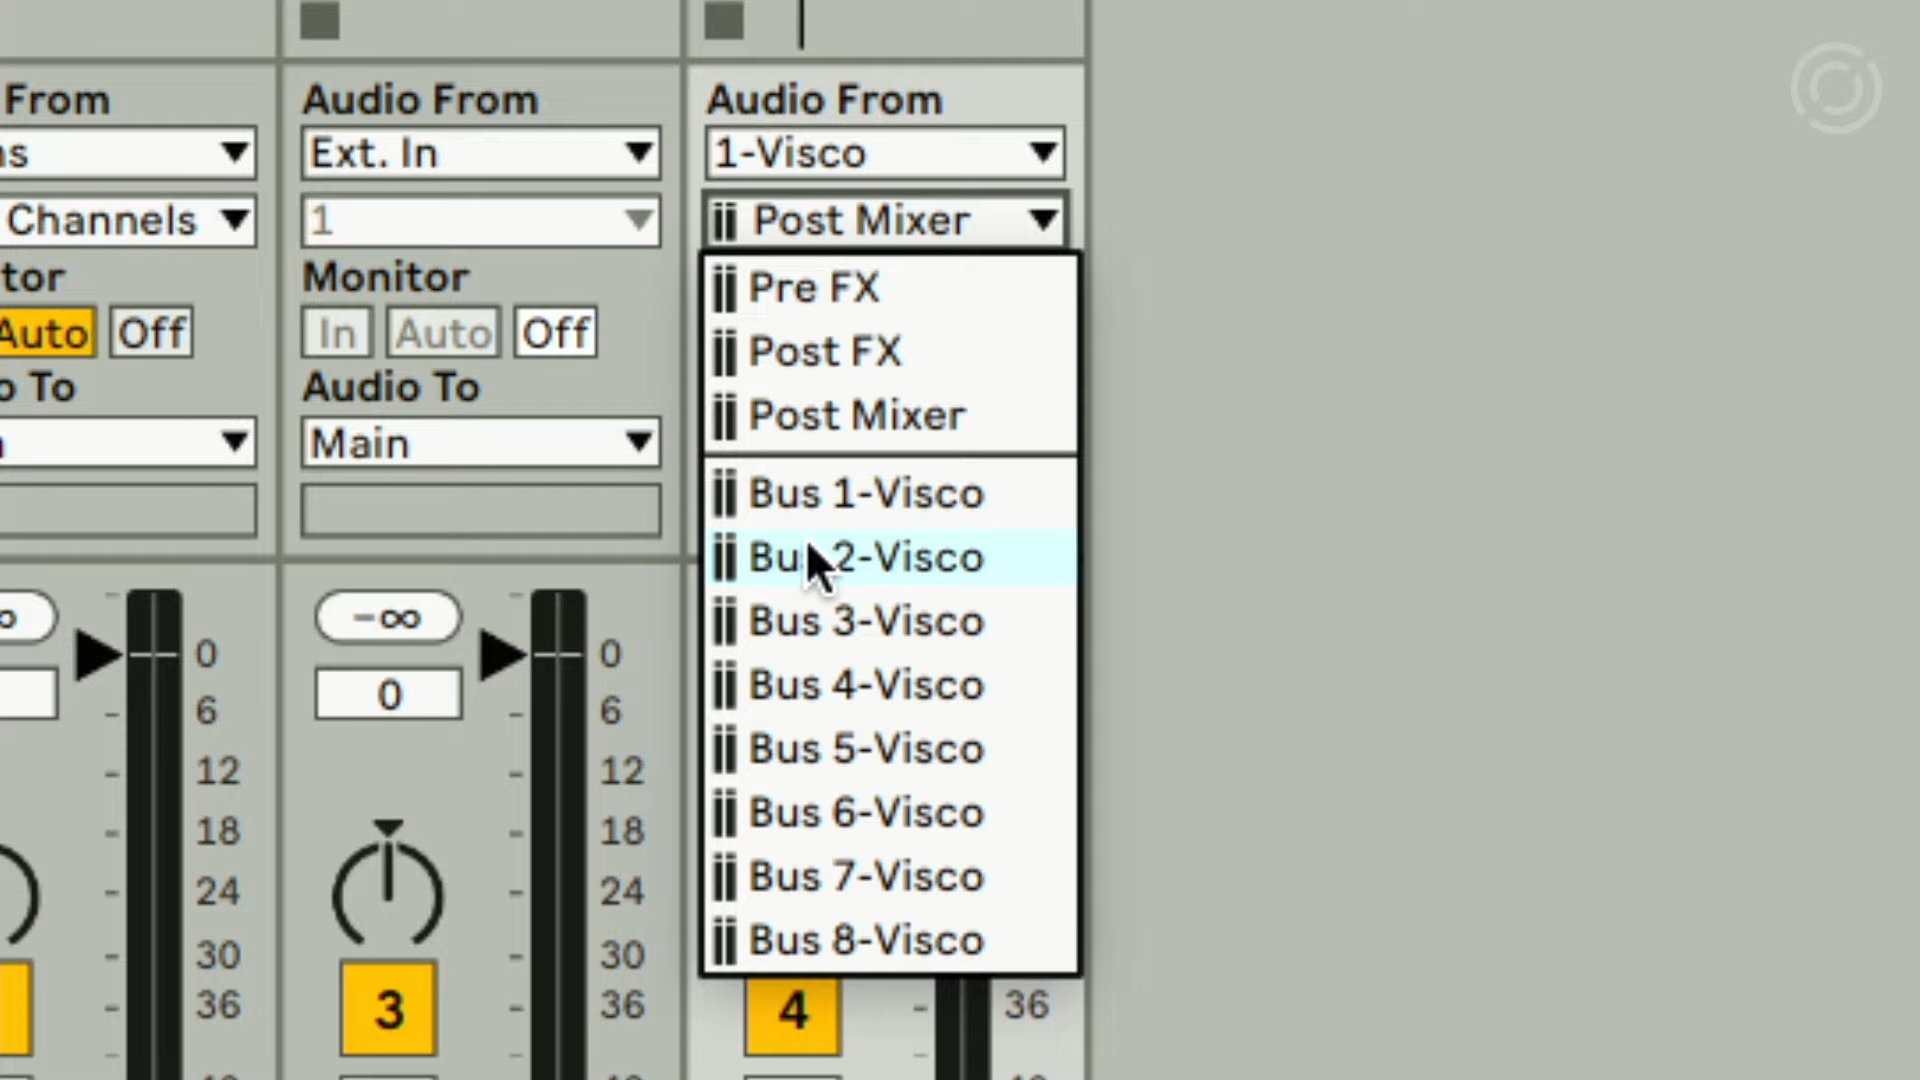 From
ns
Channels
tor
Auto Off
o To
0
6
12
18
24
30
36
Audio From
Ext. In
1
Monitor
In Auto Off
Audio To
Main
-∞
0
0
6
12
18
24
30
36
3
Audio From
1-Visco
Post Mixer
Pre FX
Post FX
Post Mixer
Bus 1-Visco
Bus 2-Visco
Bus 3-Visco
Bus 4-Visco
Bus 5-Visco
Bus 6-Visco
Bus 7-Visco
Bus 8-Visco
4
36